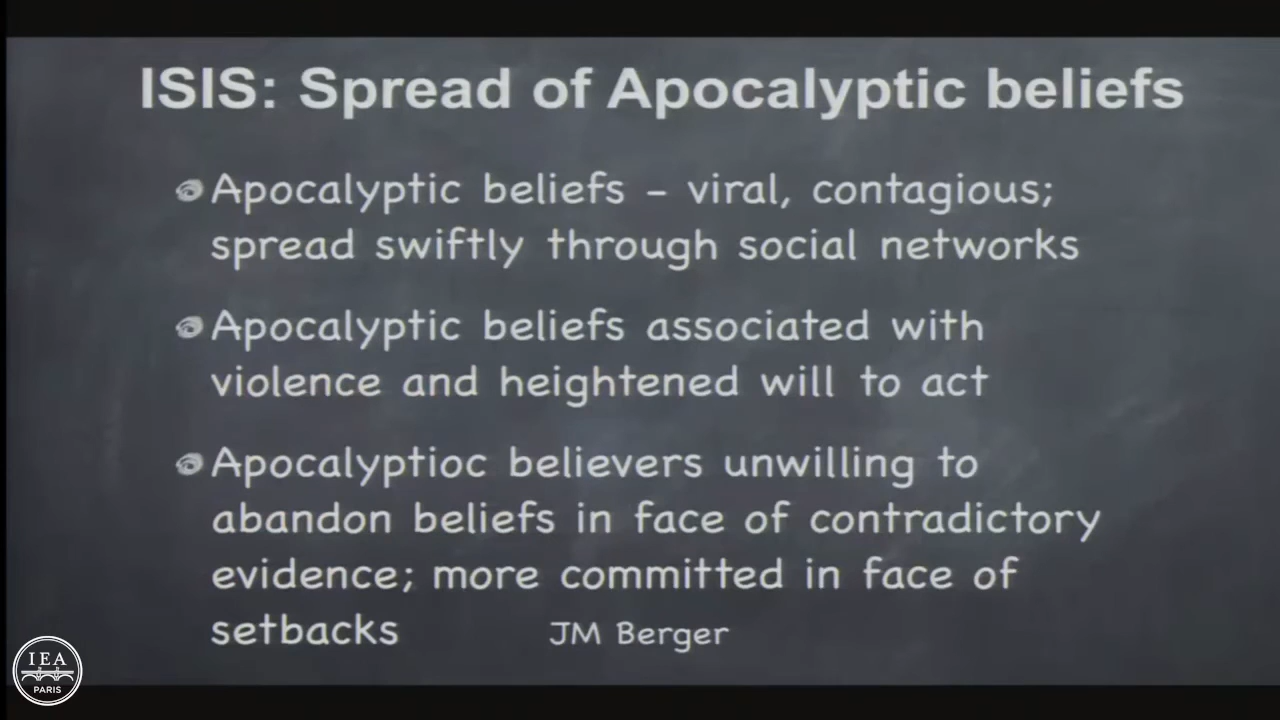 ISIS: Spread of Apocalyptic beliefs
Apocalyptic beliefs – viral, contagious;
spread swiftly through social networks
Apocalyptic beliefs associated with
violence and heightened will to act
Apocalyptioc believers unwilling to
abandon beliefs in face of contradictory
evidence; more committed in face of
setbacks JM Berger
IEA
PARIS